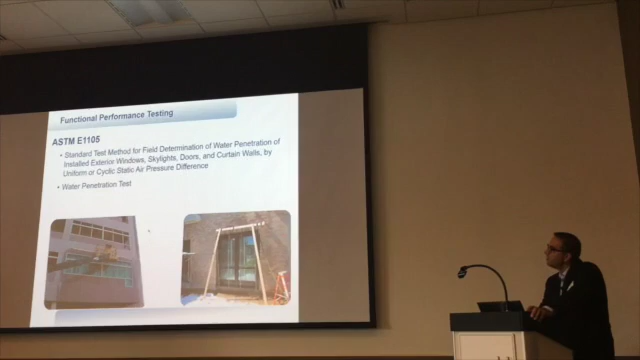 Functional Performance Testing
ASTM E1105
• Standard Test Method for Field Determination of Water Penetration of
Installed Exterior Windows, Skylights, Doors, and Curtain Walls, by
Uniform or Cyclic Static Air Pressure Difference
• Water Penetration Test